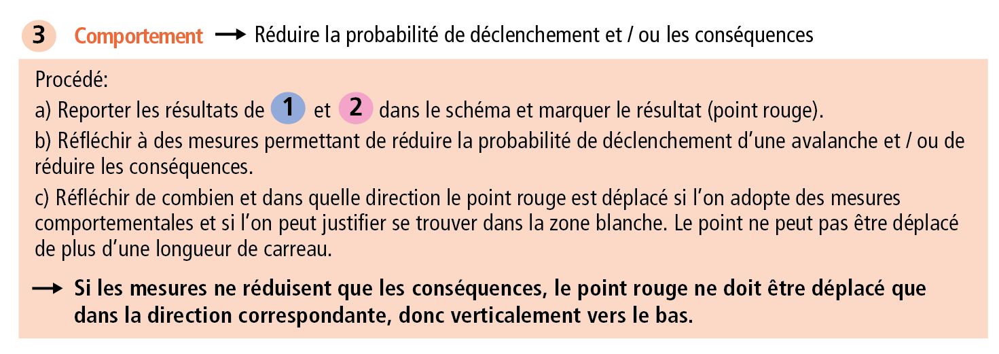 3 Comportement → Réduire la probabilité de déclenchement et / ou les conséquences
Procédé:
a) Reporter les résultats de 1 et 2 dans le schéma et marquer le résultat (point rouge).
b) Réfléchir à des mesures permettant de réduire la probabilité de déclenchement d’une avalanche et / ou de
réduire les conséquences.
c) Réfléchir de combien et dans quelle direction le point rouge est déplacé si l’on adopte des mesures
comportementales et si l’on peut justifier se trouver dans la zone blanche. Le point ne peut pas être déplacé
de plus d’une longueur de carreau.
→ Si les mesures ne réduisent que les conséquences, le point rouge ne doit être déplacé que
dans la direction correspondante, donc verticalement vers le bas.